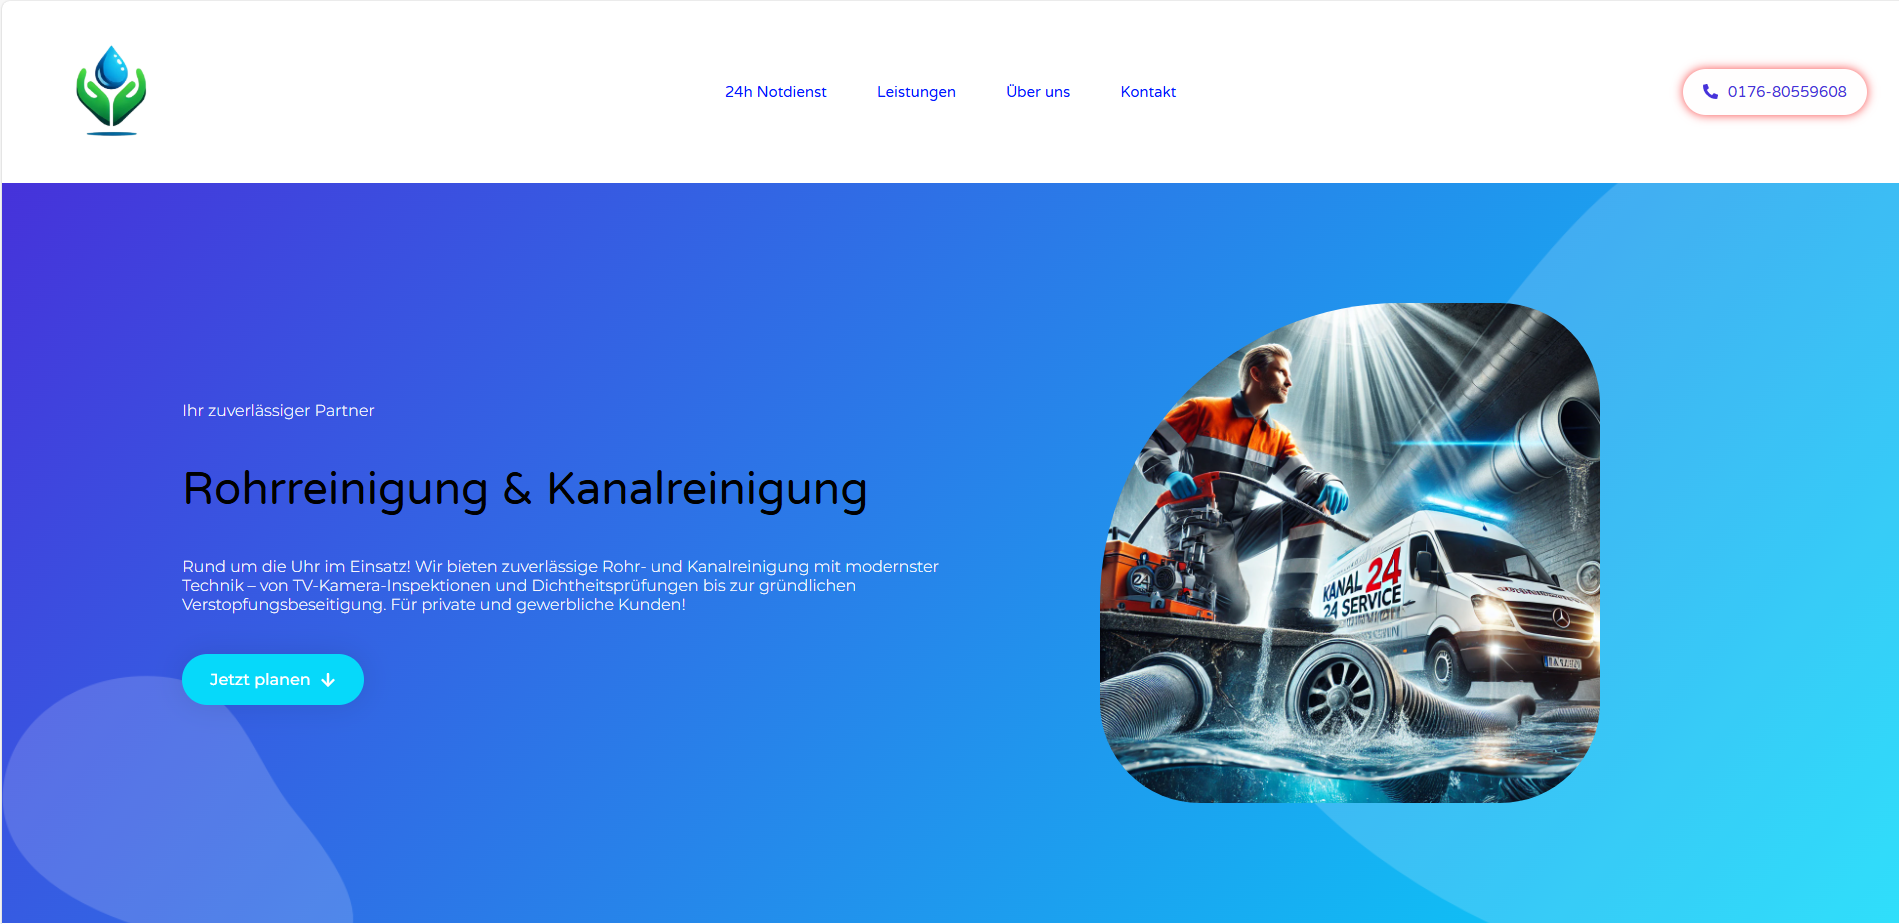 24h Notdienst
Leistungen
Über uns
Kontakt
0176-80559608
Ihr zuverlässiger Partner
Rohrreinigung & Kanalreinigung
Rund um die Uhr im Einsatz! Wir bieten zuverlässige Rohr- und Kanalreinigung mit modernster
Technik – von TV-Kamera-Inspektionen und Dichtheitsprüfungen bis zur gründlichen
Verstopfungsbeseitigung. Für private und gewerbliche Kunden!
Jetzt planen
KANAL 24
24 SERVICE
24